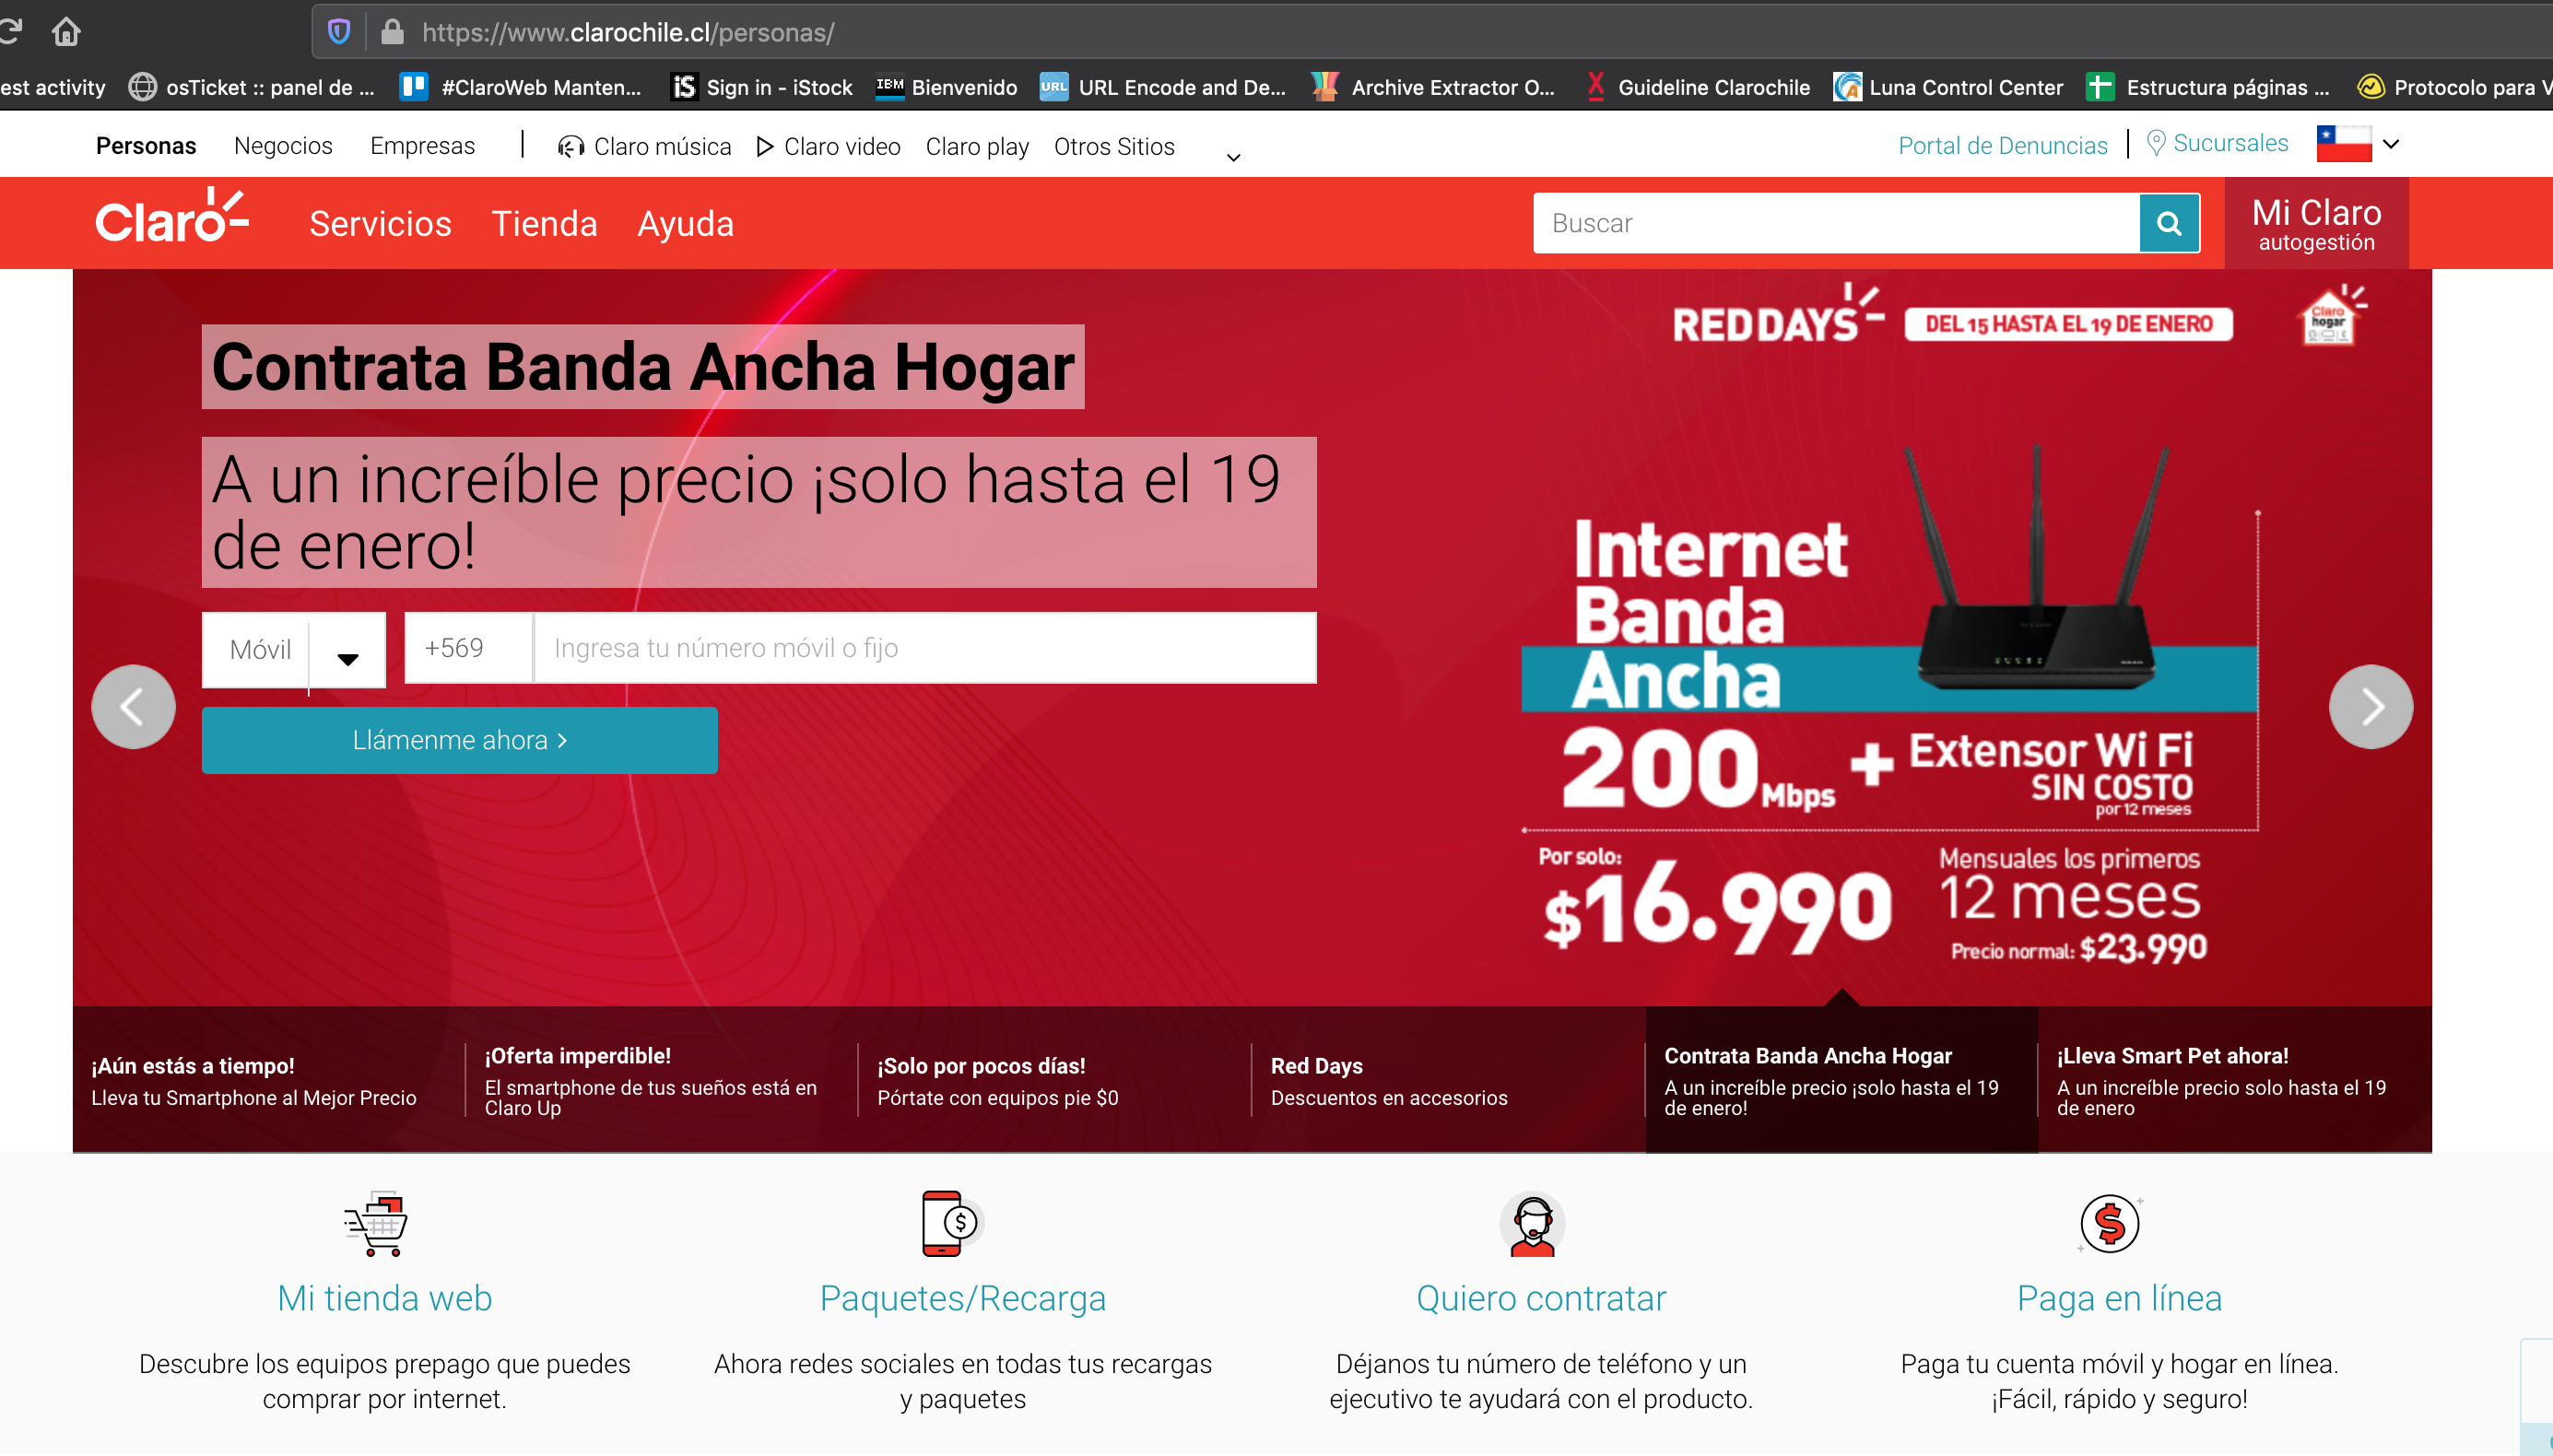 https://www.clarochile.cl/personas/
est activity
osTicket :: panel de ...
#ClaroWeb Manten...
iS Sign in - iStock
IBM Bienvenido
URL URL Encode and De...
Archive Extractor O...
Guideline Clarochile
Luna Control Center
Estructura páginas ...
Protocolo para V
Personas Negocios Empresas | Claro música Claro video Claro play Otros Sitios
Portal de Denuncias | Sucursales
Claro Servicios Tienda Ayuda
Buscar
Mi Claro
autogestión
Contrata Banda Ancha Hogar
A un increíble precio ¡solo hasta el 19
de enero!
Móvil
+569
Ingresa tu número móvil o fijo
Llámenme ahora >
RED DAYS
DEL 15 HASTA EL 19 DE ENERO
Claro
hogar
Internet
Banda
Ancha
200 Mbps + Extensor Wi Fi
SIN COSTO
por 12 meses
Por solo:
$16.990
Mensuales los primeros
12 meses
Precio normal: $23.990
¡Aún estás a tiempo!
Lleva tu Smartphone al Mejor Precio
¡Oferta imperdible!
El smartphone de tus sueños está en
Claro Up
¡Solo por pocos días!
Pórtate con equipos pie $0
Red Days
Descuentos en accesorios
Contrata Banda Ancha Hogar
A un increíble precio ¡solo hasta el 19
de enero!
¡Lleva Smart Pet ahora!
A un increíble precio solo hasta el 19
de enero
Mi tienda web
Descubre los equipos prepago que puedes
comprar por internet.
Paquetes/Recarga
Ahora redes sociales en todas tus recargas
y paquetes
Quiero contratar
Déjanos tu número de teléfono y un
ejecutivo te ayudará con el producto.
Paga en línea
Paga tu cuenta móvil y hogar en línea.
¡Fácil, rápido y seguro!